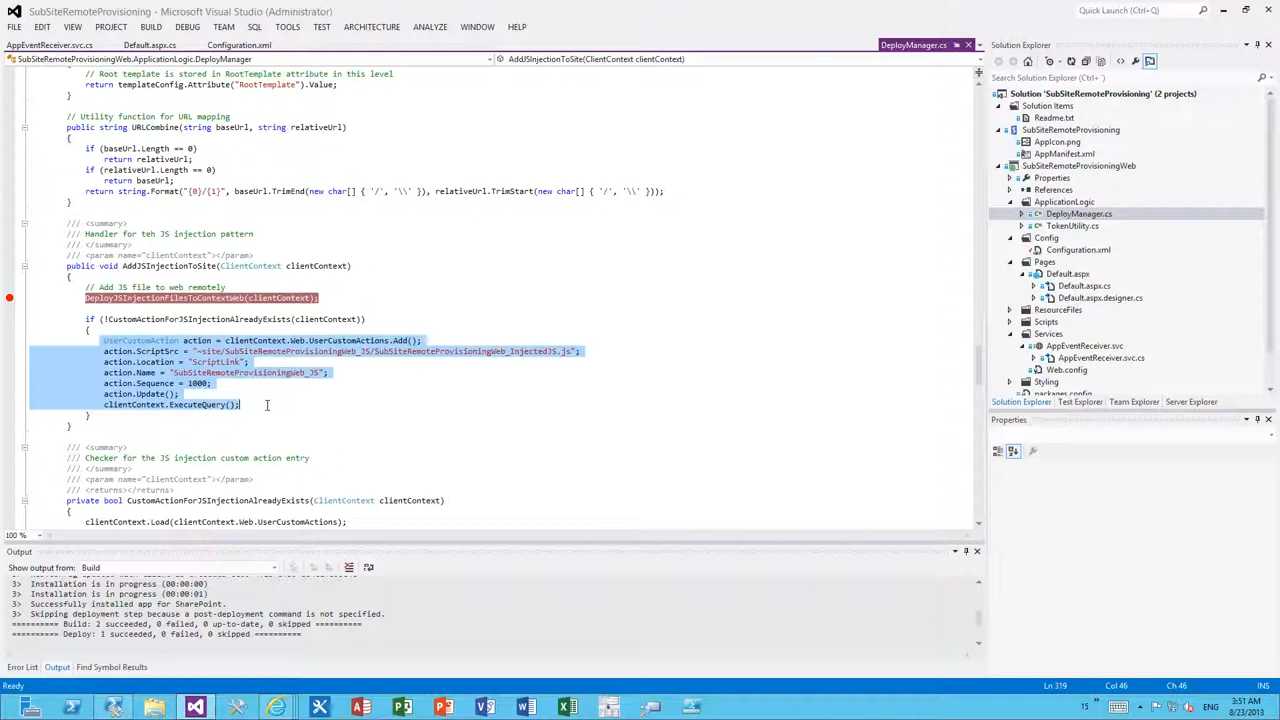 SubSiteRemoteProvisioning - Microsoft Visual Studio (Administrator)
Quick Launch (Ctrl+Q)
FILE EDIT VIEW PROJECT BUILD DEBUG TEAM SQL TOOLS TEST ARCHITECTURE ANALYZE WINDOW HELP
AppEventReceiver.svc.cs Default.aspx.cs Configuration.xml DeployManager.cs
SubSiteRemoteProvisioningWeb.ApplicationLogic.DeployManager AddJSInjectionToSite(ClientContext clientContext)
// Root template is stored in RootTemplate attribute in this level
return templateConfig.Attribute("RootTemplate").Value;
}
// Utility function for URL mapping
public string URLCombine(string baseUrl, string relativeUrl)
{
if (baseUrl.Length == 0)
return relativeUrl;
if (relativeUrl.Length == 0)
return baseUrl;
return string.Format("{0}/{1}", baseUrl.TrimEnd(new char[] { '/', '\\' }), relativeUrl.TrimStart(new char[] { '/', '\\' }));
}
/// <summary>
/// Handler for teh JS injection pattern
/// </summary>
/// <param name="clientContext"></param>
public void AddJSInjectionToSite(ClientContext clientContext)
{
// Add JS file to web remotely
DeployJSInjectionFilesToContextWeb(clientContext);
if (!CustomActionForJSInjectionAlreadyExists(clientContext))
{
UserCustomAction action = clientContext.Web.UserCustomActions.Add();
action.ScriptSrc = "~site/SubSiteRemoteProvisioningWeb_JS/SubSiteRemoteProvisioningWeb_InjectedJS.js";
action.Location = "ScriptLink";
action.Name = "SubSiteRemoteProvisioningWeb_JS";
action.Sequence = 1000;
action.Update();
clientContext.ExecuteQuery();
}
}
/// <summary>
/// Checker for the JS injection custom action entry
/// </summary>
/// <param name="clientContext"></param>
/// <returns></returns>
private bool CustomActionForJSInjectionAlreadyExists(ClientContext clientContext)
{
clientContext.Load(clientContext.Web.UserCustomActions);
100 %
Output
Show output from: Build
3> Installation is in progress (00:00:00)
3> Installation is in progress (00:00:01)
3> Successfully installed app for SharePoint.
3> Skipping deployment step because a post-deployment command is not specified.
========== Build: 2 succeeded, 0 failed, 0 up-to-date, 0 skipped ==========
========== Deploy: 1 succeeded, 0 failed, 0 skipped ==========
Error List Output Find Symbol Results
Solution Explorer
Search Solution Explorer (Ctrl+)
Solution 'SubSiteRemoteProvisioning' (2 projects)
Solution Items
Readme.txt
SubSiteRemoteProvisioning
AppIcon.png
AppManifest.xml
SubSiteRemoteProvisioningWeb
Properties
References
ApplicationLogic
DeployManager.cs
TokenUtility.cs
Config
Configuration.xml
Pages
Default.aspx
Default.aspx.cs
Default.aspx.designer.cs
ResourceFiles
Scripts
Services
AppEventReceiver.svc
AppEventReceiver.svc.cs
Web.config
Styling
packages.config
Solution Explorer Test Explorer Team Explorer Server Explorer
Properties
Ready Ln 319 Col 46 Ch 46 INS
15 ENG 3:51 AM
8/23/2013